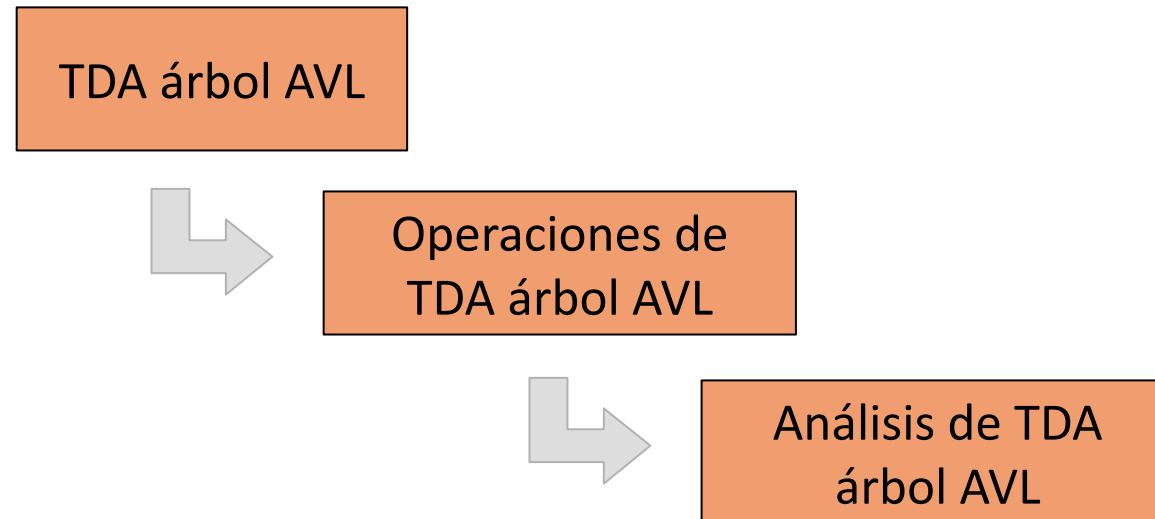 TDA árbol AVL
Operaciones de
TDA árbol AVL
Análisis de TDA
árbol AVL